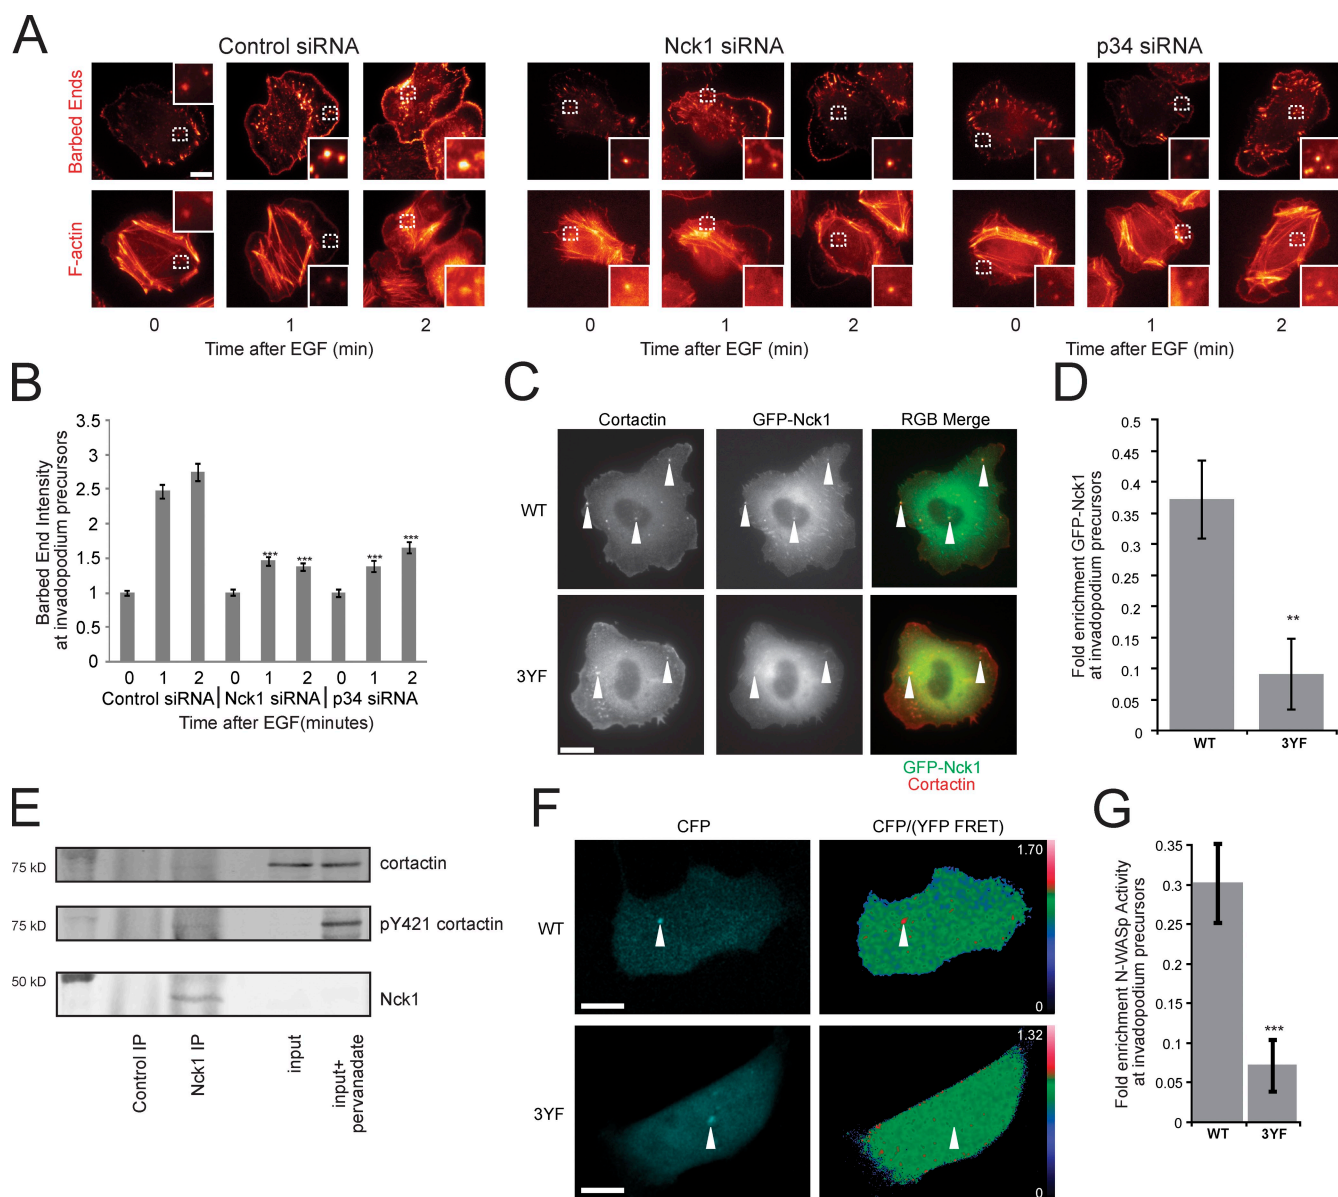 A
Control siRNA
Nck1 siRNA
p34 siRNA
Barbed Ends
F-actin
0 1 2
Time after EGF (min)
0 1 2
Time after EGF (min)
0 1 2
Time after EGF (min)
B
Barbed End Intensity
at invadopodium precursors
3.5
3
2.5
2
1.5
1
0.5
0
*** *** *** ***
0 1 2 0 1 2 0 1 2
Control siRNA | Nck1 siRNA | p34 siRNA
Time after EGF(minutes)
C
Cortactin GFP-Nck1 RGB Merge
WT
3YF
GFP-Nck1
Cortactin
D
Fold enrichment GFP-Nck1
at invadopodium precursors
0.5
0.45
0.4
0.35
0.3
0.25
0.2
0.15
0.1
0.05
0
**
WT 3YF
E
75 kD cortactin
75 kD pY421 cortactin
50 kD Nck1
Control IP
Nck1 IP
input
input+
pervanadate
F
CFP CFP/(YFP FRET)
WT
1.70
0
3YF
1.32
0
G
Fold enrichment N-WASp Activity
at invadopodium precursors
0.35
0.3
0.25
0.2
0.15
0.1
0.05
0
***
WT 3YF